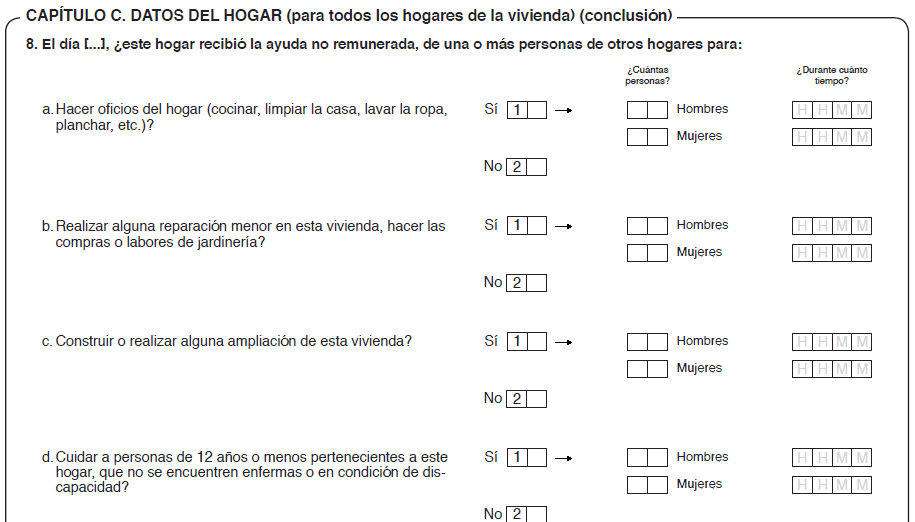 CAPÍTULO C. DATOS DEL HOGAR (para todos los hogares de la vivienda) (conclusión)
8. El día [...], ¿este hogar recibió la ayuda no remunerada, de una o más personas de otros hogares para:
¿Cuántas personas?
¿Durante cuánto tiempo?
a. Hacer oficios del hogar (cocinar, limpiar la casa, lavar la ropa,
planchar, etc.)?
Sí 1
Hombres H H M M
Mujeres H H M M
No 2
b. Realizar alguna reparación menor en esta vivienda, hacer las
compras o labores de jardinería?
Sí 1
Hombres H H M M
Mujeres H H M M
No 2
c. Construir o realizar alguna ampliación de esta vivienda?
Sí 1
Hombres H H M M
Mujeres H H M M
No 2
d. Cuidar a personas de 12 años o menos pertenecientes a este
hogar, que no se encuentren enfermas o en condición de dis-
capacidad?
Sí 1
Hombres H H M M
Mujeres H H M M
No 2